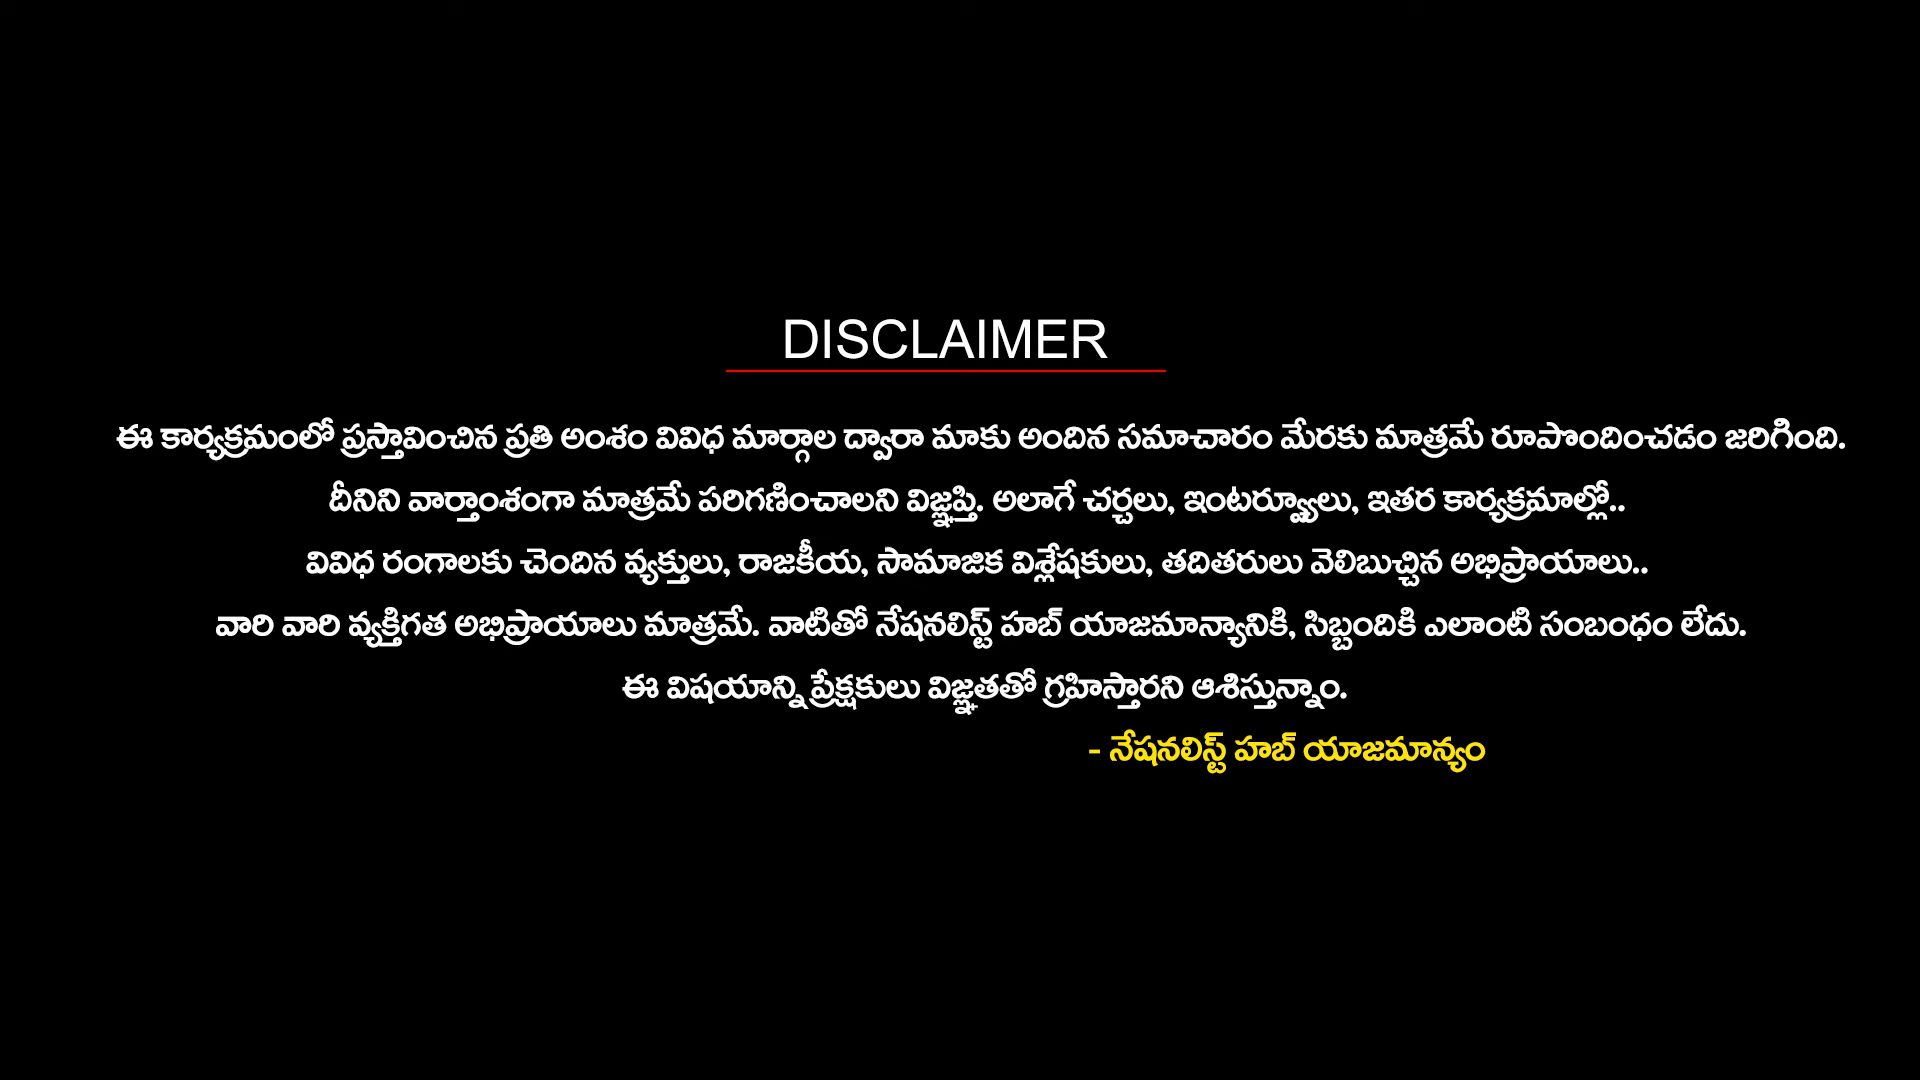 DISCLAIMER
ఈ కార్యక్రమంలో ప్రస్తావించిన ప్రతి అంశం వివిధ మార్గాల ద్వారా మాకు అందిన సమాచారం మేరకు మాత్రమే రూపొందించడం జరిగింది.
దీనిని వార్తాంశంగా మాత్రమే పరిగణించాలని విజ్ఞప్తి. అలాగే చర్చలు, ఇంటర్వ్యూలు, ఇతర కార్యక్రమాల్లో..
వివిధ రంగాలకు చెందిన వ్యక్తులు, రాజకీయ, సామాజిక విశ్లేషకులు, తదితరులు వెలిబుచ్చిన అభిప్రాయాలు..
వారి వారి వ్యక్తిగత అభిప్రాయాలు మాత్రమే. వాటితో నేషనలిస్ట్ హబ్ యాజమాన్యానికి, సిబ్బందికి ఎలాంటి సంబంధం లేదు.
ఈ విషయాన్ని ప్రేక్షకులు విజ్ఞతతో గ్రహిస్తారని ఆశిస్తున్నాం.
- నేషనలిస్ట్ హబ్ యాజమాన్యం